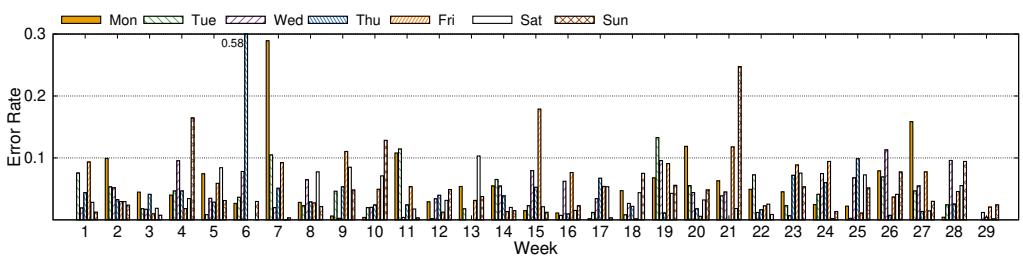 Mon Tue Wed Thu Fri Sat Sun
0.3
0.58
0.2
0.1
Error Rate
1 2 3 4 5 6 7 8 9 10 11 12 13 14 15 16 17 18 19 20 21 22 23 24 25 26 27 28 29
Week